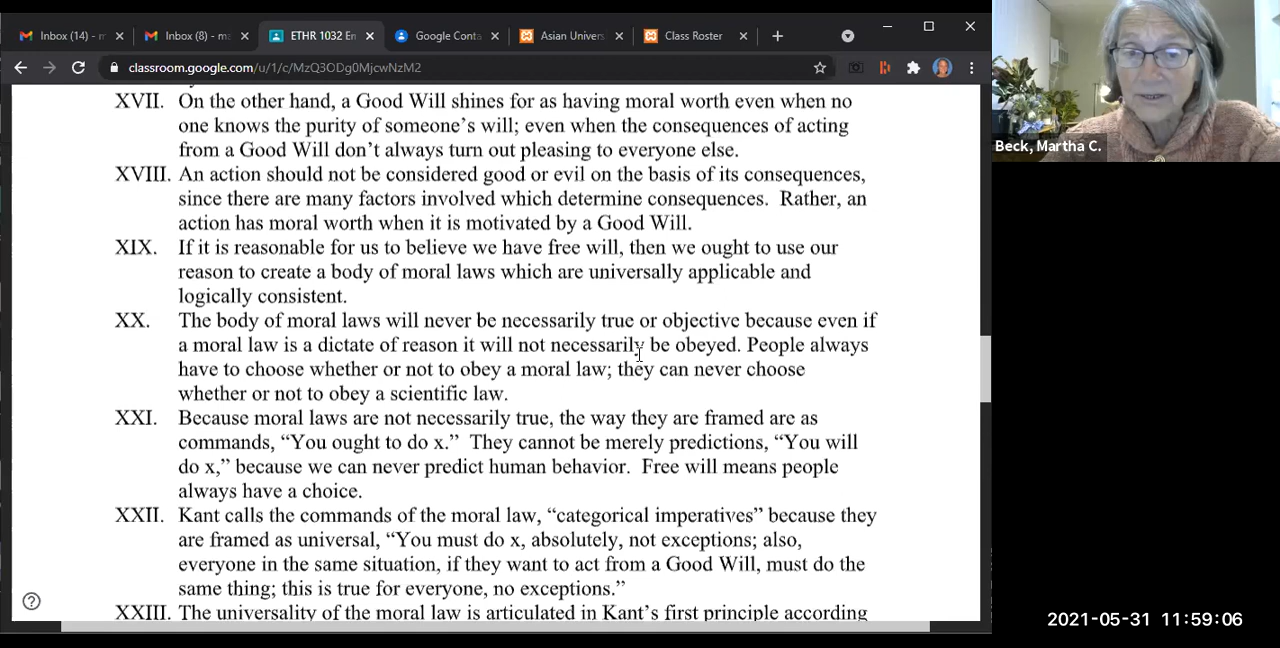 Inbox (14) - m
Inbox (8) - ma
ETHR 1032 En
Google Conta
Asian Univers
Class Roster
classroom.google.com/u/1/c/MzQ3ODg0MjcwNzM2
XVII. On the other hand, a Good Will shines for as having moral worth even when no
one knows the purity of someone’s will; even when the consequences of acting
from a Good Will don’t always turn out pleasing to everyone else.
XVIII. An action should not be considered good or evil on the basis of its consequences,
since there are many factors involved which determine consequences. Rather, an
action has moral worth when it is motivated by a Good Will.
XIX. If it is reasonable for us to believe we have free will, then we ought to use our
reason to create a body of moral laws which are universally applicable and
logically consistent.
XX. The body of moral laws will never be necessarily true or objective because even if
a moral law is a dictate of reason it will not necessarily be obeyed. People always
have to choose whether or not to obey a moral law; they can never choose
whether or not to obey a scientific law.
XXI. Because moral laws are not necessarily true, the way they are framed are as
commands, “You ought to do x.” They cannot be merely predictions, “You will
do x,” because we can never predict human behavior. Free will means people
always have a choice.
XXII. Kant calls the commands of the moral law, “categorical imperatives” because they
are framed as universal, “You must do x, absolutely, not exceptions; also,
everyone in the same situation, if they want to act from a Good Will, must do the
same thing; this is true for everyone, no exceptions.”
XXIII. The universality of the moral law is articulated in Kant’s first principle according
Beck, Martha C.
2021-05-31 11:59:06